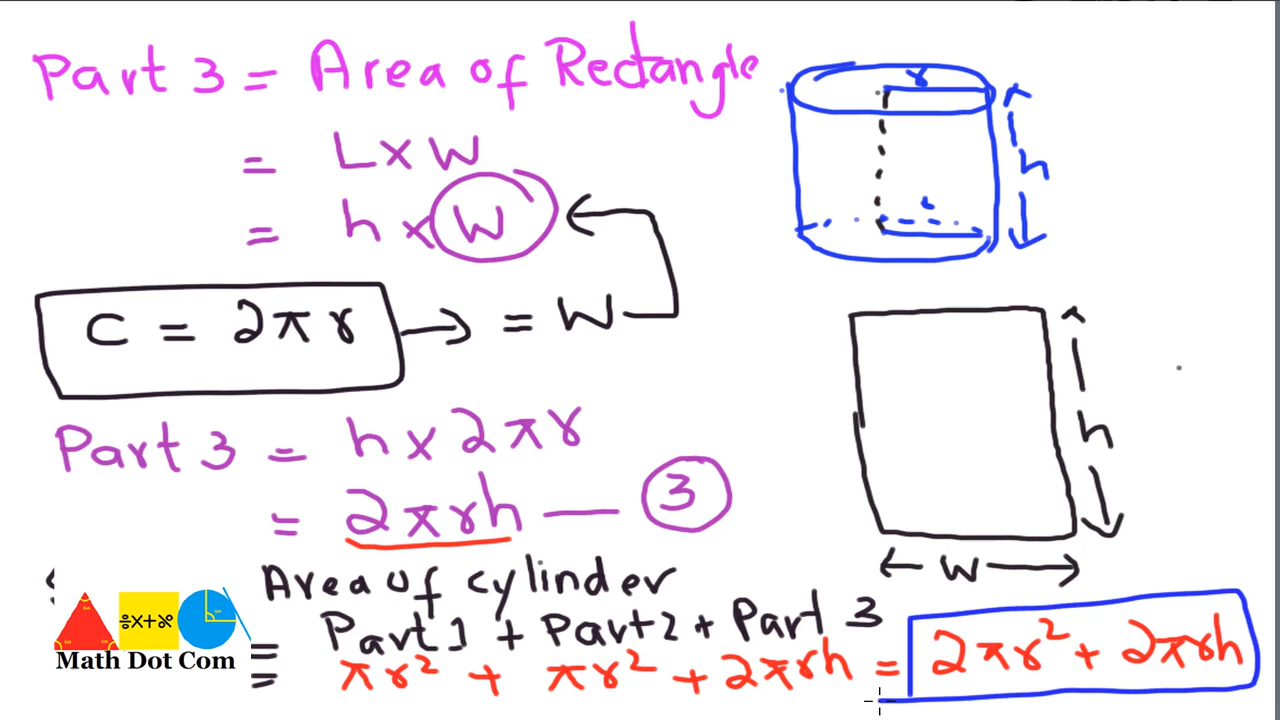 Part 3 = Area of Rectangle
= L x W
= h x W
C = 2πr → = W
Part 3 = h x 2πr
= 2πrh — 3
Area of cylinder
= Part 1 + Part 2 + Part 3
= πr² + πr² + 2πrh = 2πr² + 2πrh
r
h
r
h
← W →
÷x+%
Math Dot Com